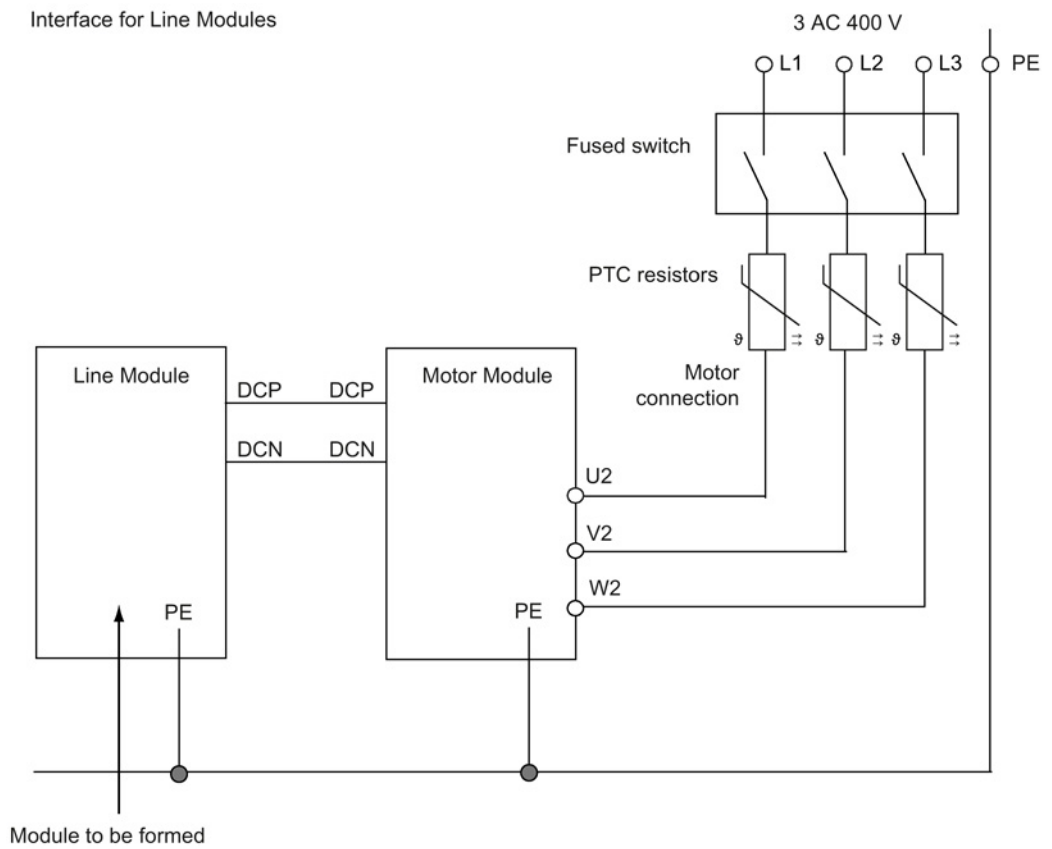 Interface for Line Modules
3 AC 400 V
L1
L2
L3
PE
Fused switch
PTC resistors
ϑ
ϑ
ϑ
Motor
connection
Line Module
Motor Module
DCP
DCP
DCN
DCN
U2
V2
W2
PE
PE
Module to be formed